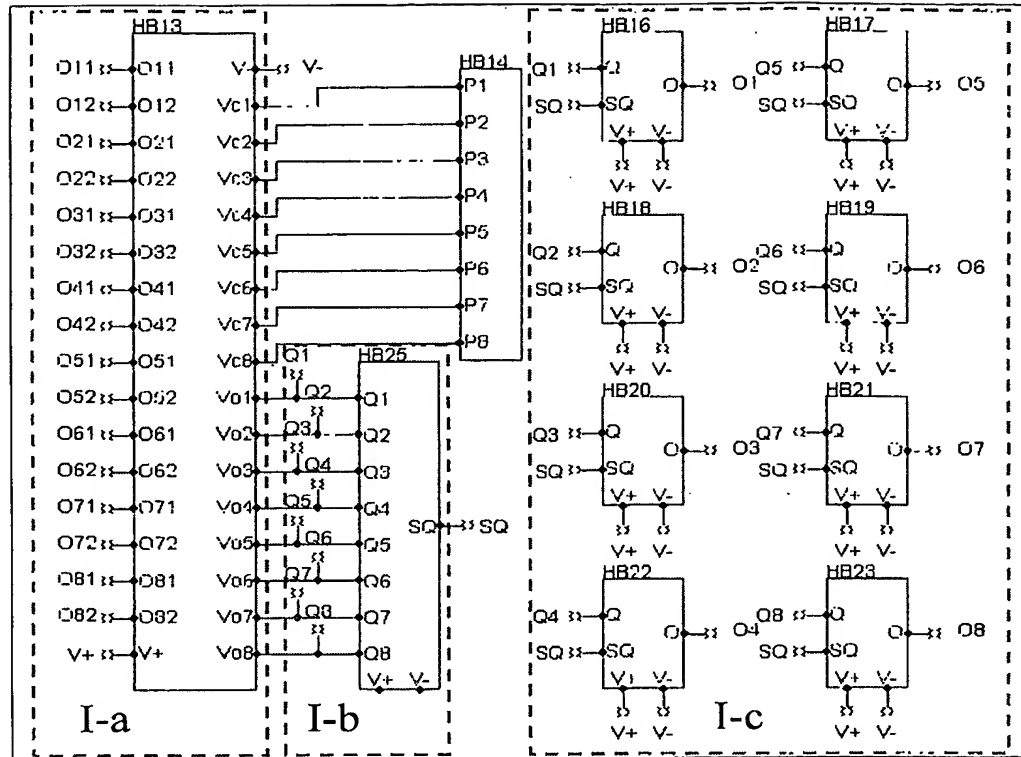 HB13
O11 O11 V- V-
O12 O12 Vc1
O21 O21 Vc2
O22 O22 Vc3
O31 O31 Vc4
O32 O32 Vc5
O41 O41 Vc6
O42 O42 Vc7
O51 O51 Vc8
O52 O52 Vo1
O61 O61 Vo2
O62 O62 Vo3
O71 O71 Vo4
O72 O72 Vo5
O81 O81 Vo6
O82 O82 Vo7
V+ V+ Vo8
I-a
HB14
P1
P2
P3
P4
P5
P6
P7
P8
Q1
HB25
Q2 Q1
Q3 Q2
Q4 Q3
Q5 Q4
SQ SQ
Q6 Q5
Q7 Q6
Q8 Q7
Q8
V+ V-
I-b
HB16
Q1 Q
O O1
SQ SQ
V+ V-
V+ V-
HB17
Q5 Q
O O5
SQ SQ
V+ V-
V+ V-
HB18
Q2 Q
O O2
SQ SQ
V+ V-
V+ V-
HB19
Q6 Q
O O6
SQ SQ
V+ V-
V+ V-
HB20
Q3 Q
O O3
SQ SQ
V+ V-
V+ V-
HB21
Q7 Q
O O7
SQ SQ
V+ V-
V+ V-
HB22
Q4 Q
O O4
SQ SQ
V+ V-
V+ V-
HB23
Q8 Q
O O8
SQ SQ
V+ V-
V+ V-
I-c